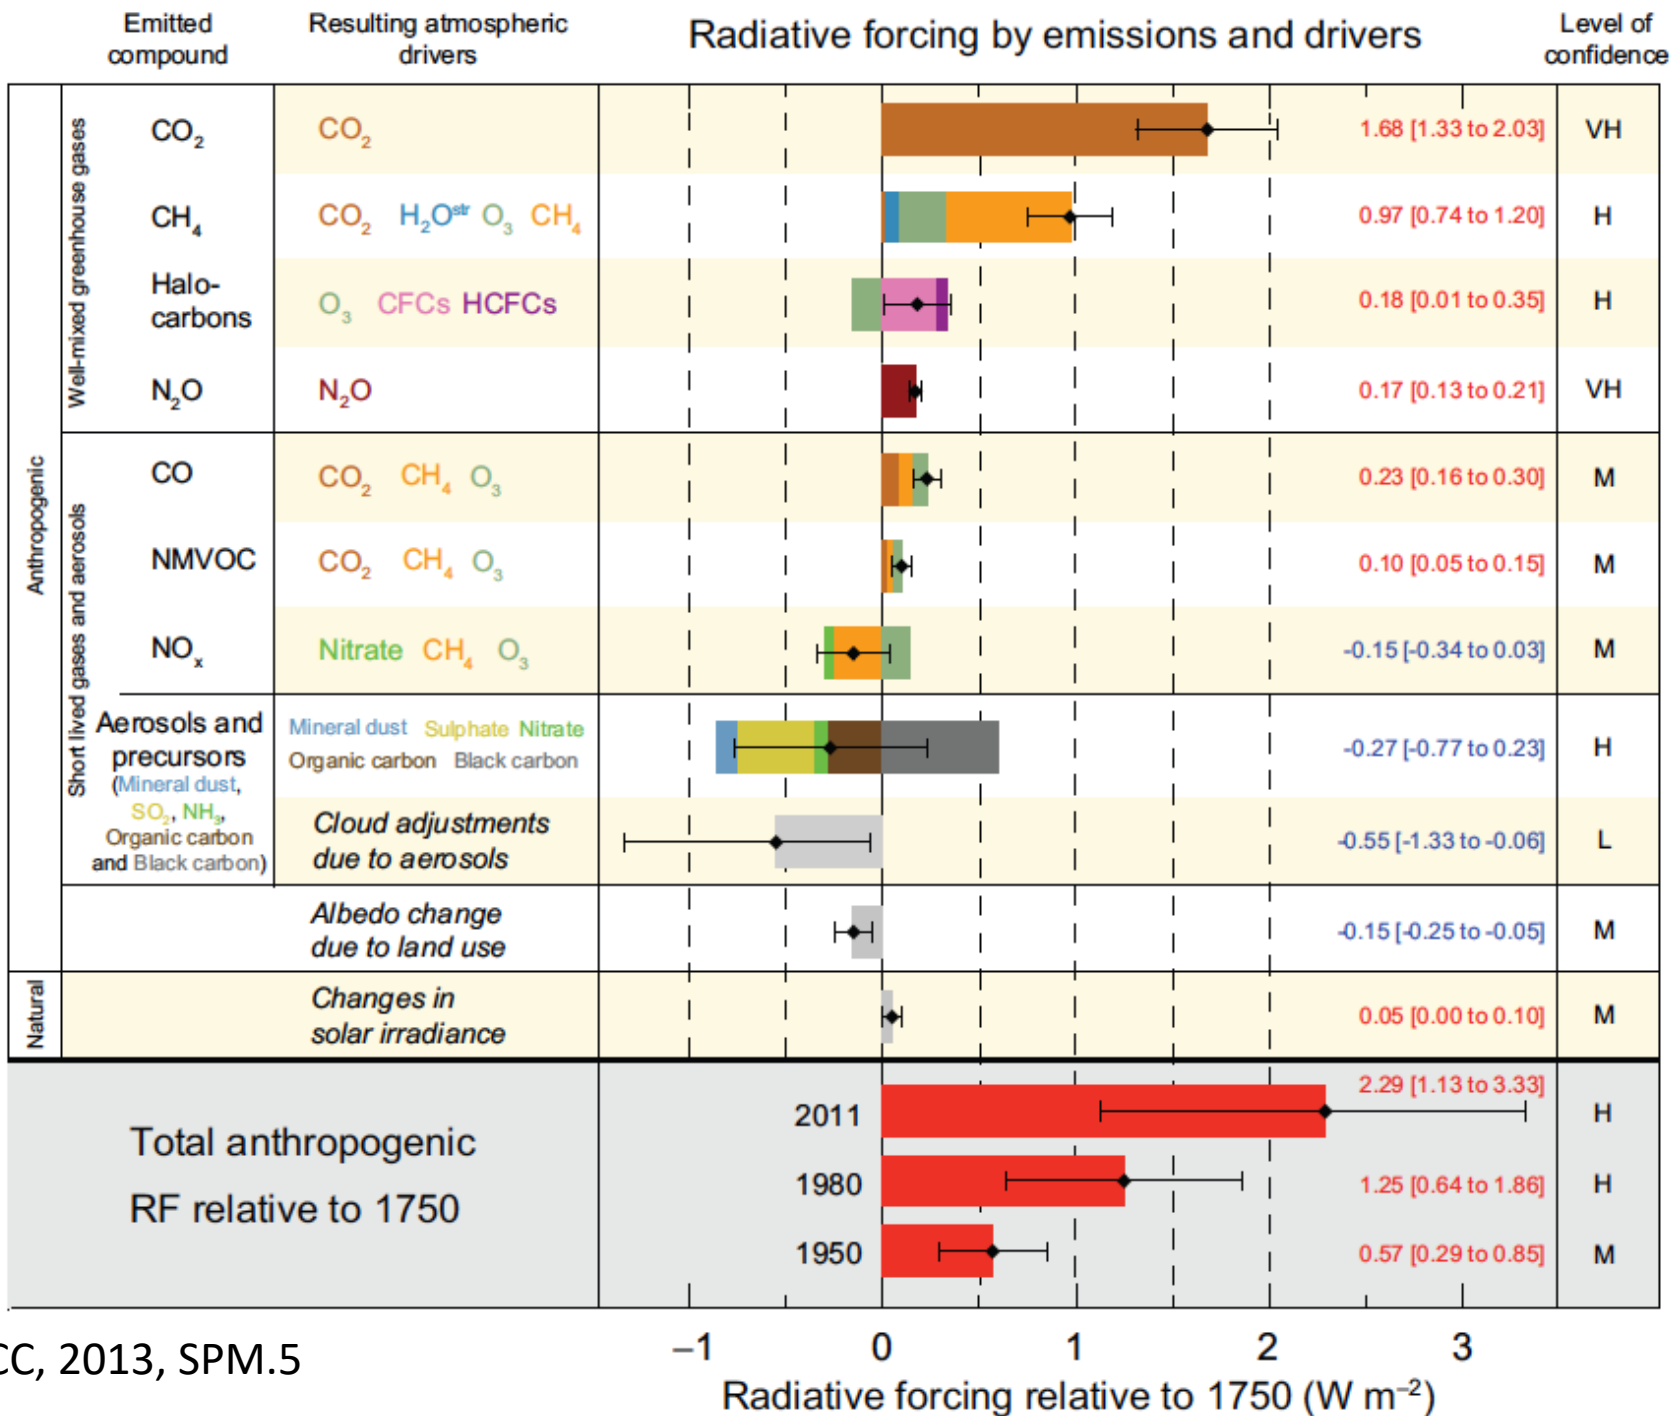 Emitted compound
Resulting atmospheric drivers
Radiative forcing by emissions and drivers
Level of confidence
Anthropogenic
Well-mixed greenhouse gases
CO₂
CO₂
1.68 [1.33 to 2.03]
VH
CH₄
CO₂ H₂Oˢᵗʳ O₃ CH₄
0.97 [0.74 to 1.20]
H
Halo-
carbons
O₃ CFCs HCFCs
0.18 [0.01 to 0.35]
H
N₂O
N₂O
0.17 [0.13 to 0.21]
VH
Short lived gases and aerosols
CO
CO₂ CH₄ O₃
0.23 [0.16 to 0.30]
M
NMVOC
CO₂ CH₄ O₃
0.10 [0.05 to 0.15]
M
NOₓ
Nitrate CH₄ O₃
-0.15 [-0.34 to 0.03]
M
Aerosols and
precursors
(Mineral dust,
SO₂, NH₃,
Organic carbon
and Black carbon)
Mineral dust Sulphate Nitrate
Organic carbon Black carbon
-0.27 [-0.77 to 0.23]
H
Cloud adjustments
due to aerosols
-0.55 [-1.33 to -0.06]
L
Albedo change
due to land use
-0.15 [-0.25 to -0.05]
M
Natural
Changes in
solar irradiance
0.05 [0.00 to 0.10]
M
Total anthropogenic
RF relative to 1750
2011
2.29 [1.13 to 3.33]
H
1980
1.25 [0.64 to 1.86]
H
1950
0.57 [0.29 to 0.85]
M
−1 0 1 2 3
Radiative forcing relative to 1750 (W m⁻²)
CC, 2013, SPM.5